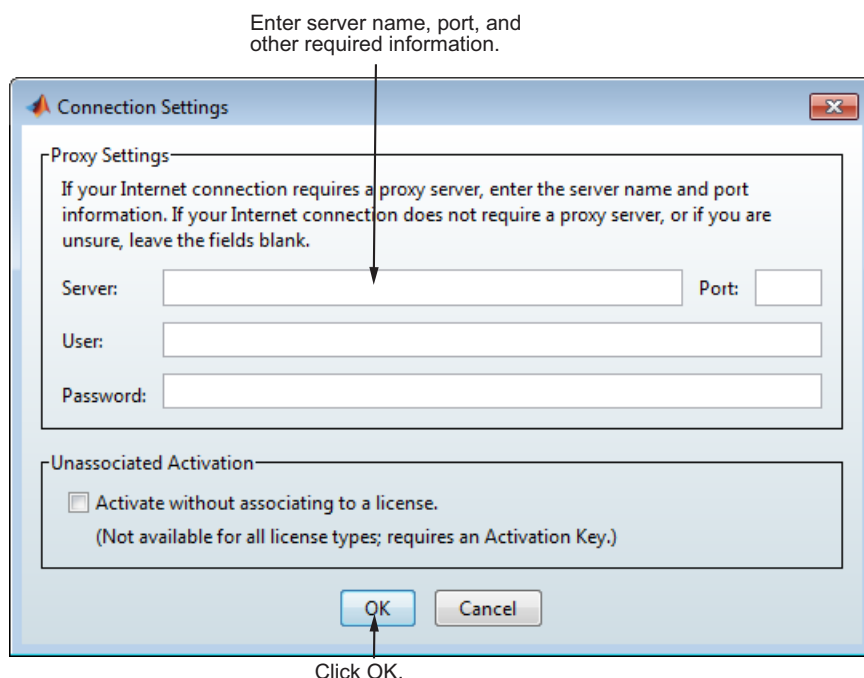 Enter server name, port, and
other required information.
Connection Settings
Proxy Settings
If your Internet connection requires a proxy server, enter the server name and port
information. If your Internet connection does not require a proxy server, or if you are
unsure, leave the fields blank.
Server: Port:
User:
Password:
Unassociated Activation
Activate without associating to a license.
(Not available for all license types; requires an Activation Key.)
OK Cancel
Click OK.